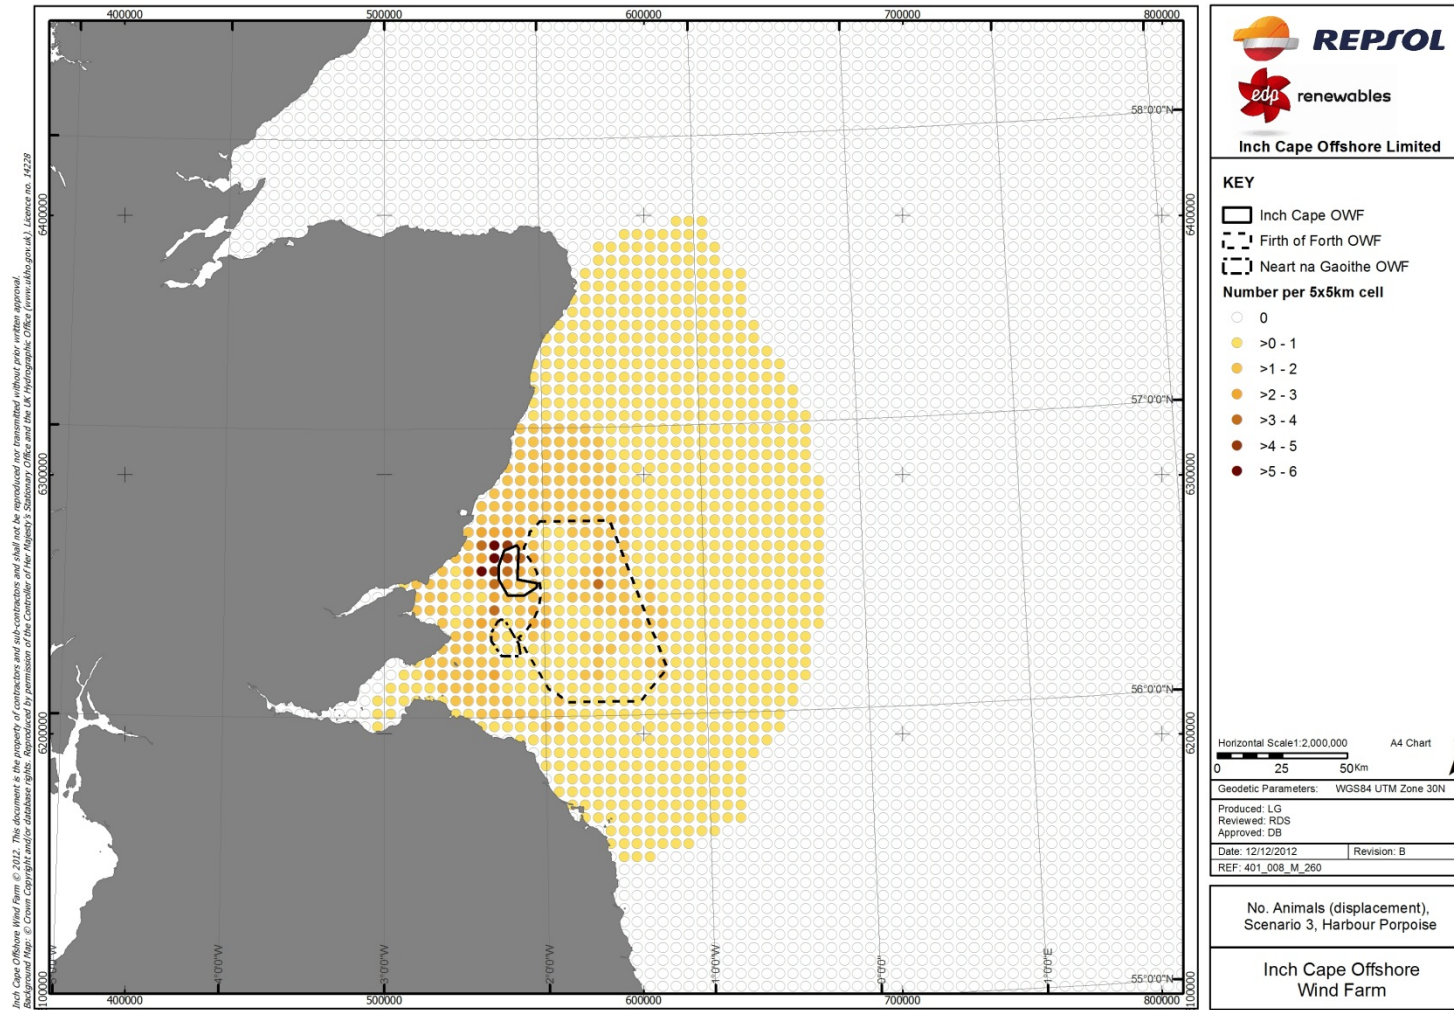 400000 500000 600000 700000 800000
58°0'0"N
6400000 6400000
57°0'0"N
6300000 6300000
56°0'0"N
6200000 6200000
55°0'0"N
4°0'0"W 3°0'0"W 2°0'0"W 1°0'0"W 0°0'0" 1°0'0"E
400000 500000 600000 700000 800000
Inch Cape Offshore Wind Farm © 2012. This document is the property of contractors and sub-contractors and shall not be reproduced nor transmitted without prior written approval.
Background Map: © Crown Copyright and/or database rights. Reproduced by permission of the Controller of Her Majesty's Stationary Office and the UK Hydrographic Office (www.ukho.gov.uk). Licence no. 14228
REPSOL
edp renewables
Inch Cape Offshore Limited
KEY
Inch Cape OWF
Firth of Forth OWF
Neart na Gaoithe OWF
Number per 5x5km cell
0
>0 - 1
>1 - 2
>2 - 3
>3 - 4
>4 - 5
>5 - 6
Horizontal Scale1:2,000,000 A4 Chart
0 25 50Km
Geodetic Parameters: WGS84 UTM Zone 30N
Produced: LG
Reviewed: RDS
Approved: DB
Date: 12/12/2012 Revision: B
REF: 401_008_M_260
No. Animals (displacement),
Scenario 3, Harbour Porpoise
Inch Cape Offshore
Wind Farm